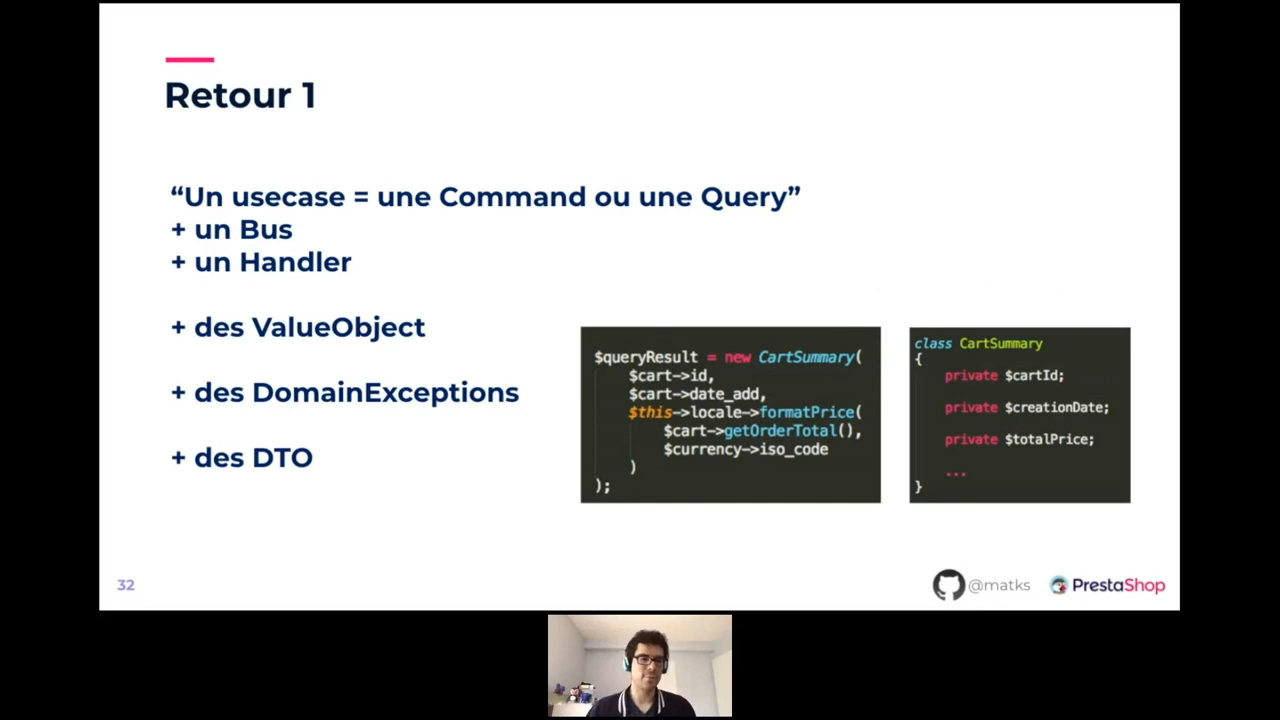 Retour 1
“Un usecase = une Command ou une Query”
+ un Bus
+ un Handler
+ des ValueObject
+ des DomainExceptions
+ des DTO
$queryResult = new CartSummary(
$cart->id,
$cart->date_add,
$this->locale->formatPrice(
$cart->getOrderTotal(),
$currency->iso_code
)
);
class CartSummary
{
private $cartId;
private $creationDate;
private $totalPrice;
...
}
32
@matks
PrestaShop